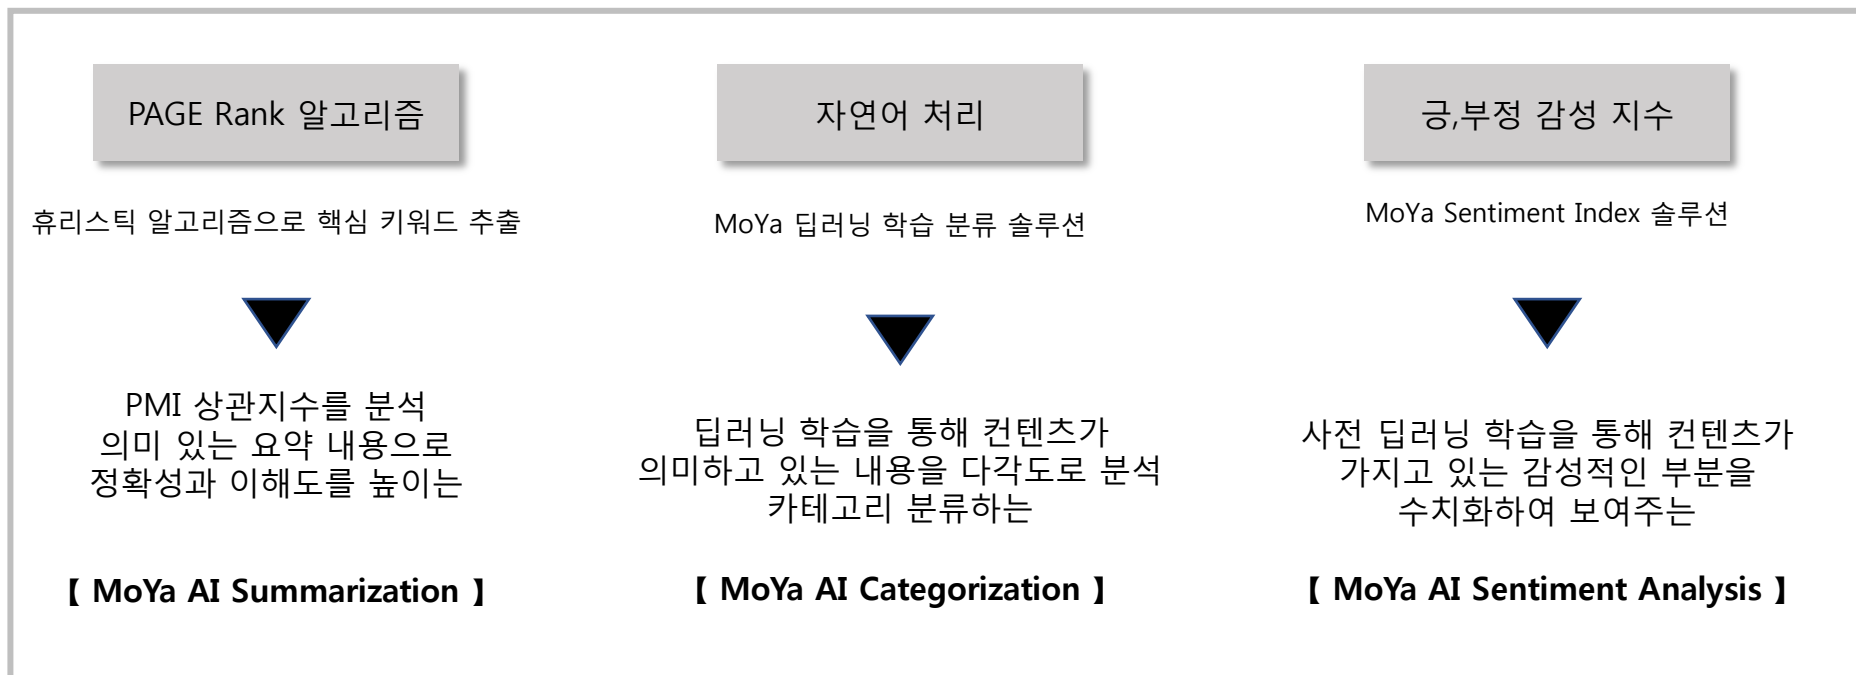 PAGE Rank 알고리즘
휴리스틱 알고리즘으로 핵심 키워드 추출
PMI 상관지수를 분석
의미 있는 요약 내용으로
정확성과 이해도를 높이는
【 MoYa AI Summarization 】
자연어 처리
MoYa 딥러닝 학습 분류 솔루션
딥러닝 학습을 통해 컨텐츠가
의미하고 있는 내용을 다각도로 분석
카테고리 분류하는
【 MoYa AI Categorization 】
긍,부정 감성 지수
MoYa Sentiment Index 솔루션
사전 딥러닝 학습을 통해 컨텐츠가
가지고 있는 감성적인 부분을
수치화하여 보여주는
【 MoYa AI Sentiment Analysis 】